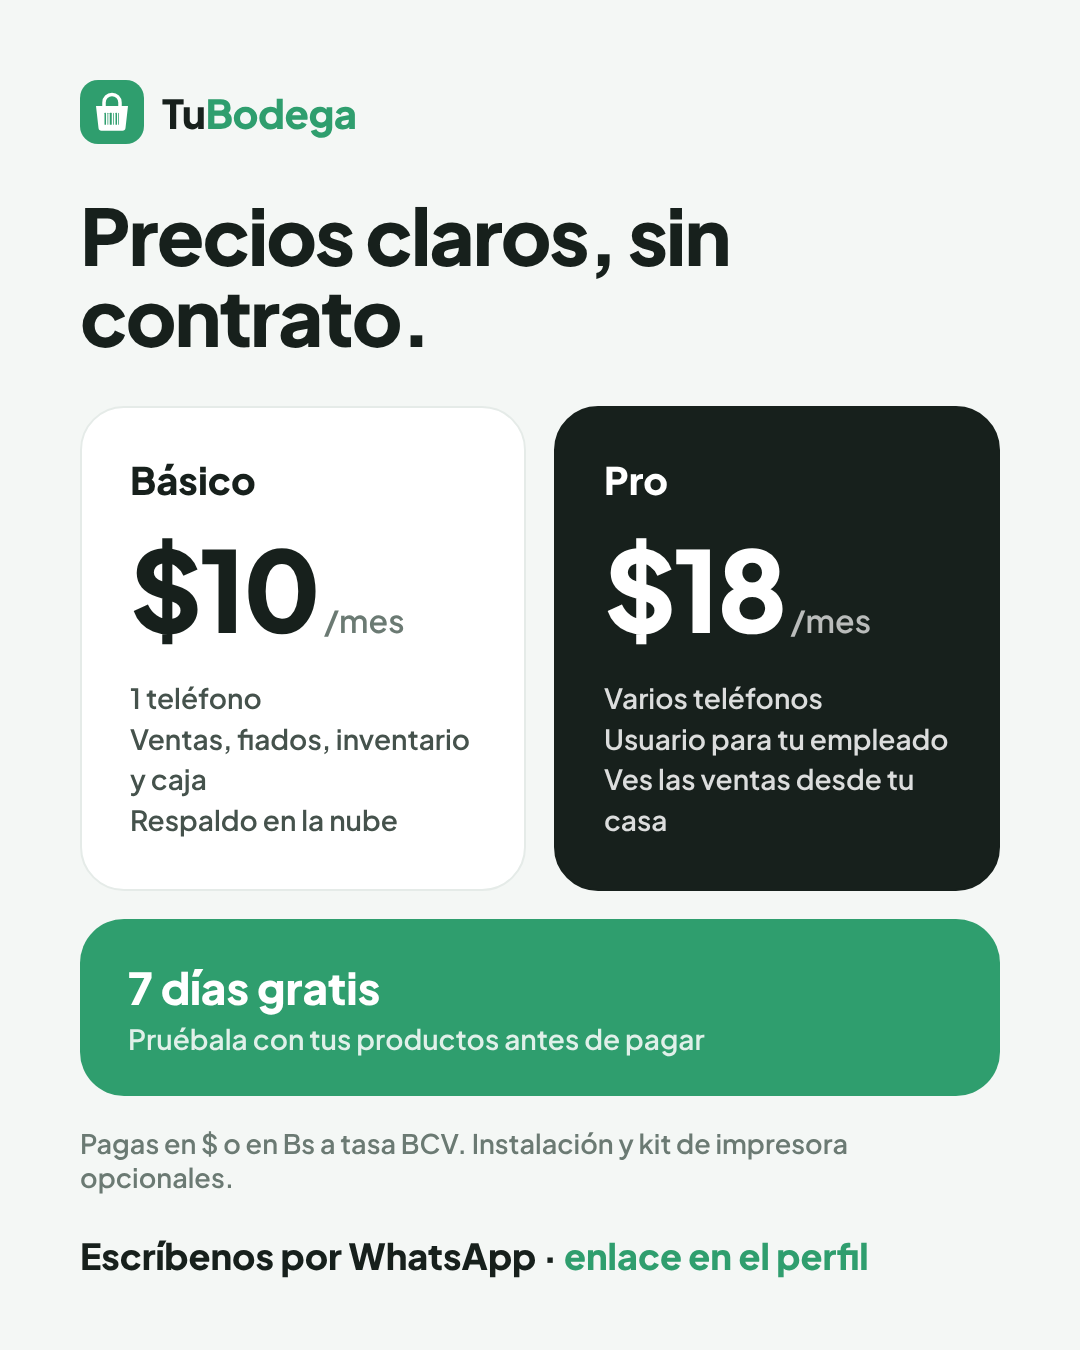 TuBodega
Precios claros, sin
contrato.
Básico
$10/mes
1 teléfono
Ventas, fiados, inventario
y caja
Respaldo en la nube
Pro
$18/mes
Varios teléfonos
Usuario para tu empleado
Ves las ventas desde tu
casa
7 días gratis
Pruébala con tus productos antes de pagar
Pagas en $ o en Bs a tasa BCV. Instalación y kit de impresora
opcionales.
Escríbenos por WhatsApp · enlace en el perfil